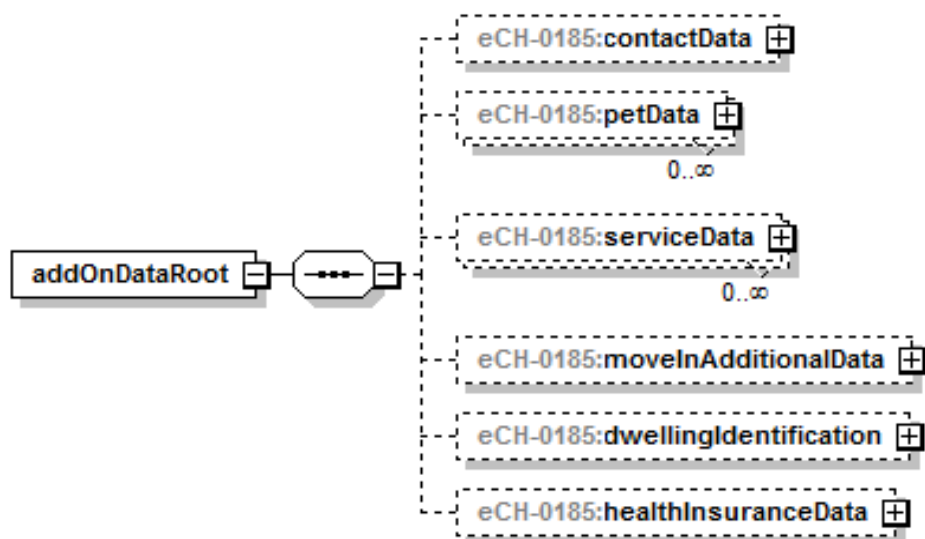 eCH-0185:contactData
eCH-0185:petData
0..∞
eCH-0185:serviceData
addOnDataRoot
0..∞
eCH-0185:moveInAdditionalData
eCH-0185:dwellingIdentification
eCH-0185:healthInsuranceData